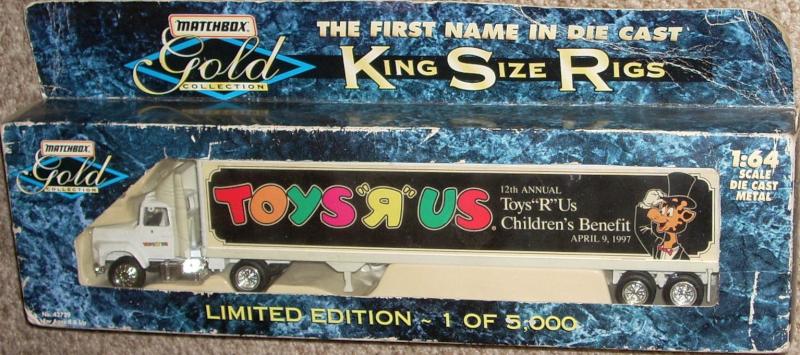 MATCHBOX
Gold
COLLECTION
THE FIRST NAME IN DIE CAST
KING SIZE RIGS
MATCHBOX
Gold
COLLECTION
1:64
SCALE
DIE CAST
METAL
TOYS "R" US
12th ANNUAL
Toys"R"Us
Children's Benefit
APRIL 9, 1997
TOYS"R"US
LIMITED EDITION ~ 1 OF 5,000